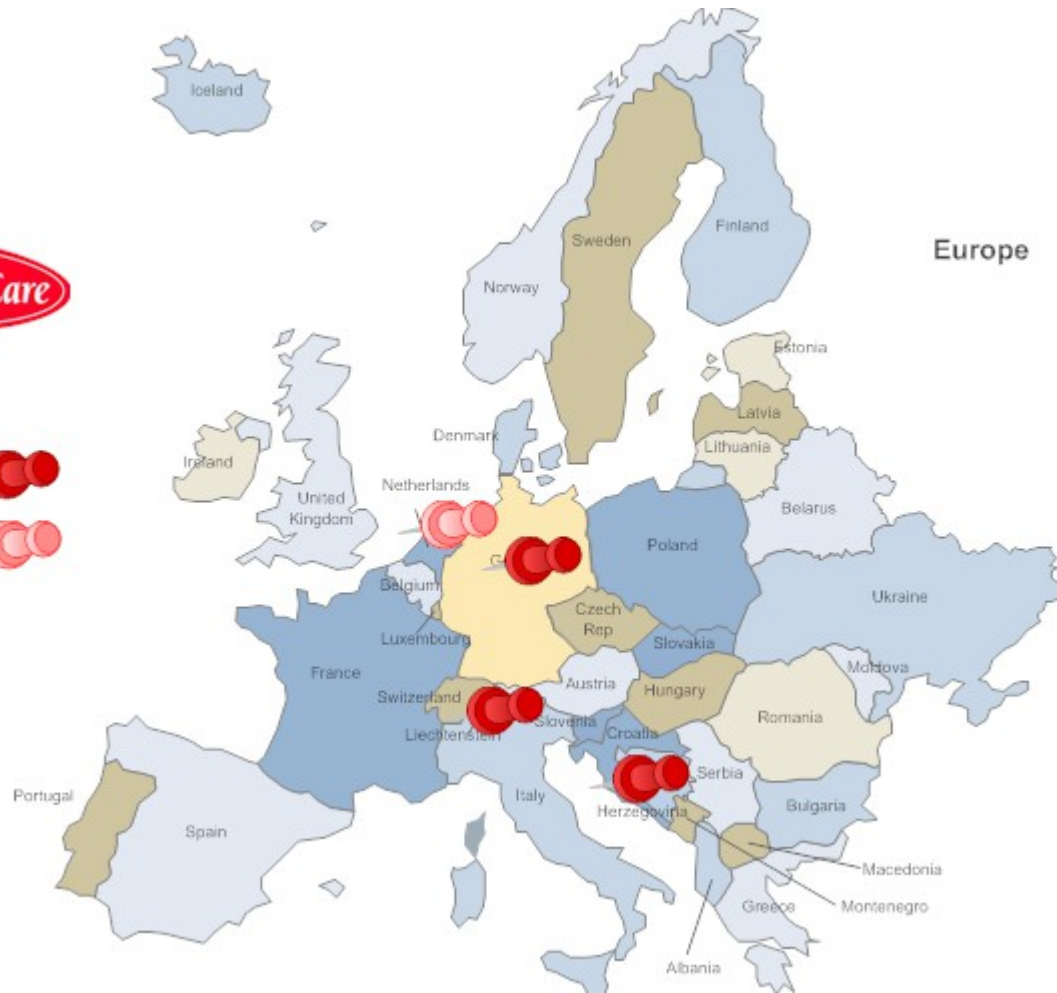 Iceland
Europe
Finland
Sweden
Norway
Care
Estonia
Latvia
Denmark
Lithuania
Ireland
Netherlands
United
Kingdom
Belarus
Poland
Belgium
Ukraine
Czech
Rep
Luxembourg
Slovakia
France
Moldova
Austria
Switzerland
Hungary
Romania
Slovenia
Liechtenstein
Croatia
Serbia
Portugal
Italy
Bulgaria
Herzegovina
Spain
Macedonia
Montenegro
Greece
Albania